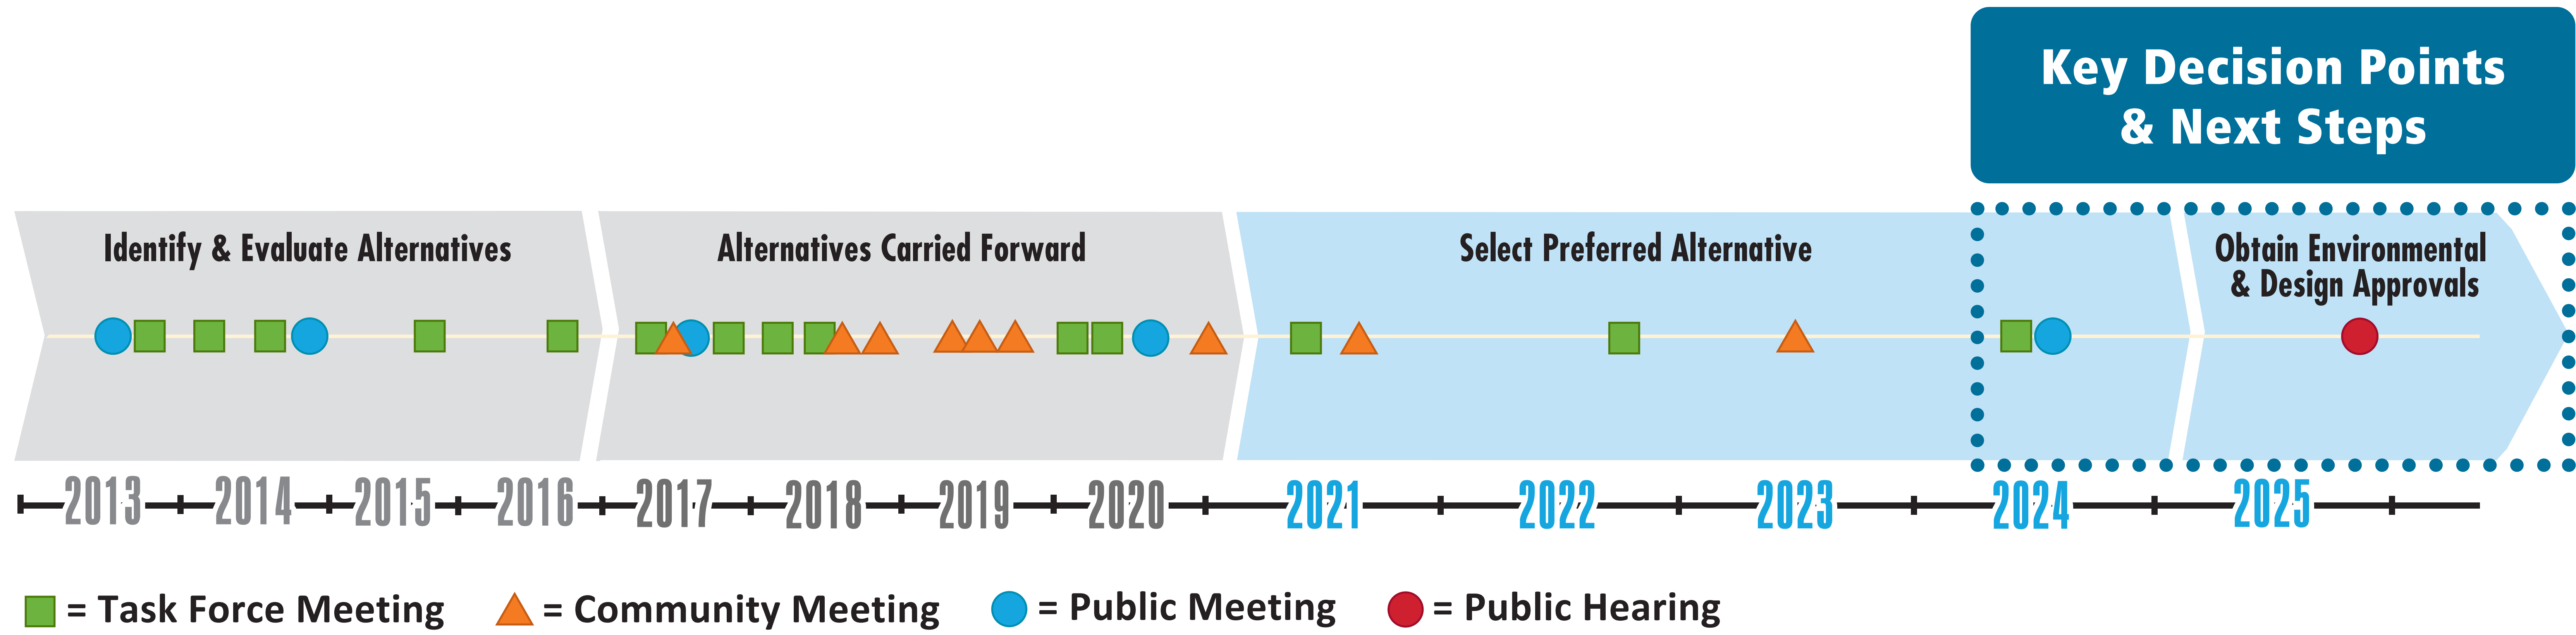 Key Decision Points
& Next Steps
Identify & Evaluate Alternatives
Alternatives Carried Forward
Select Preferred Alternative
Obtain Environmental
& Design Approvals
2013 2014 2015 2016 2017 2018 2019 2020 2021 2022 2023 2024 2025
= Task Force Meeting = Community Meeting = Public Meeting = Public Hearing